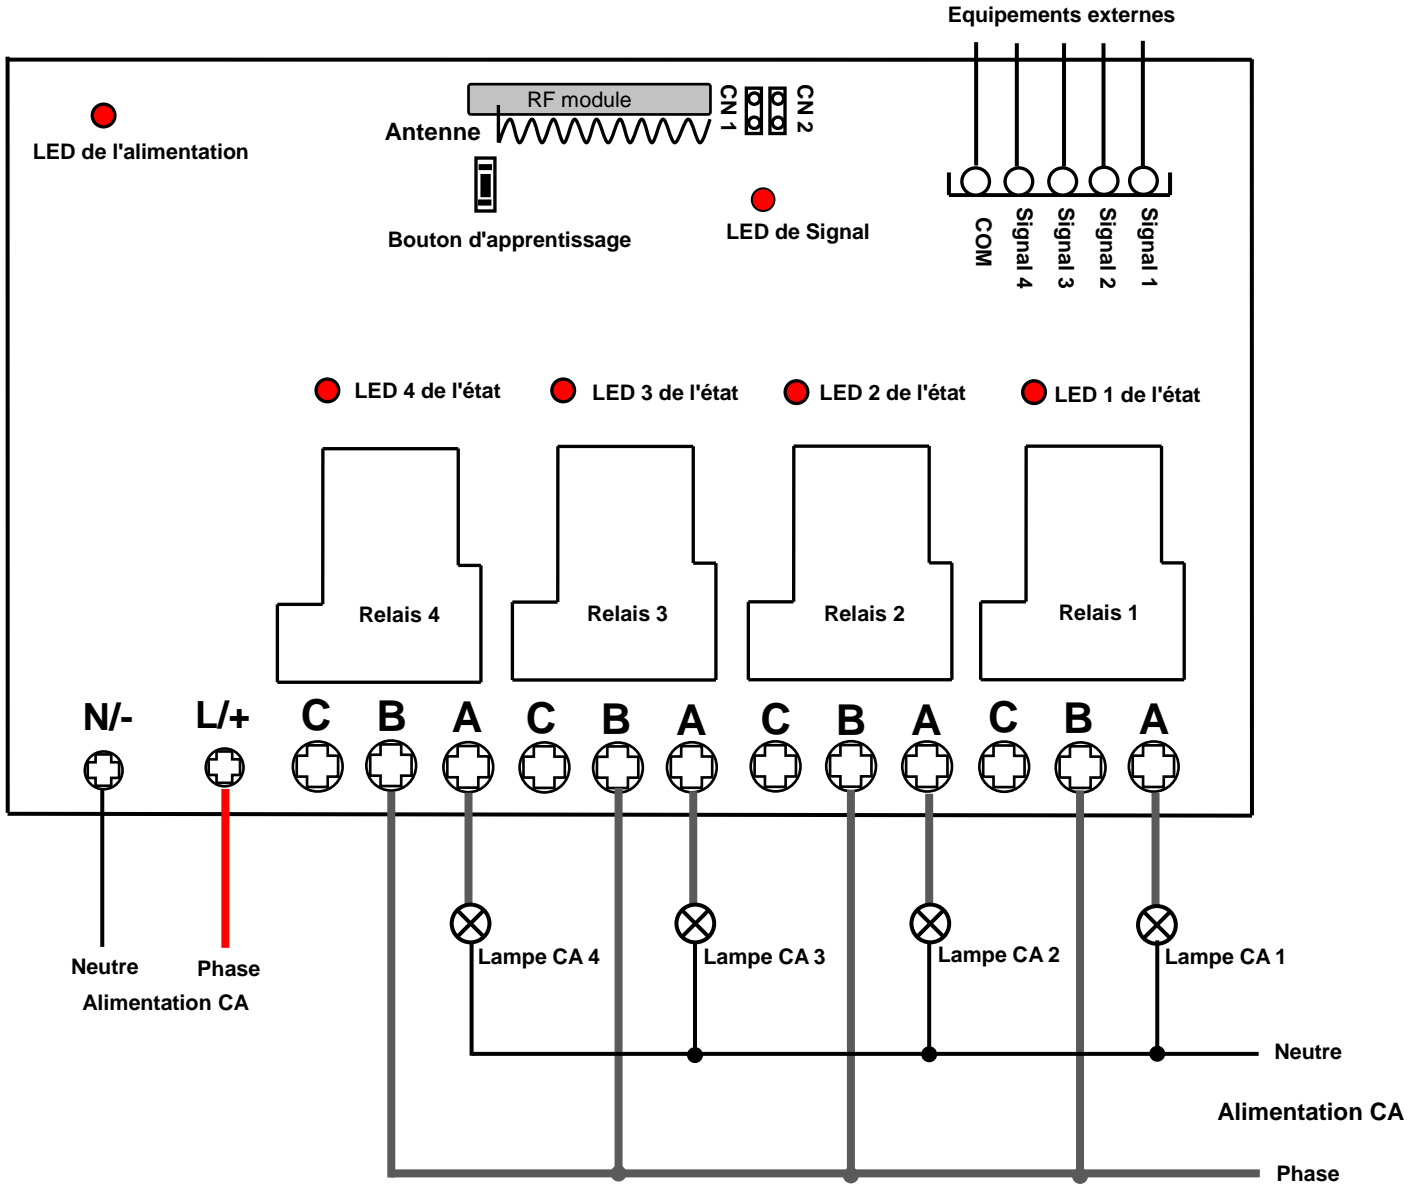 Equipements externes
RF module
CN 1
CN 2
Antenne
LED de l'alimentation
Bouton d'apprentissage
LED de Signal
COM
Signal 4
Signal 3
Signal 2
Signal 1
LED 4 de l'état
LED 3 de l'état
LED 2 de l'état
LED 1 de l'état
Relais 4
Relais 3
Relais 2
Relais 1
N/- L/+ C B A C B A C B A C B A
Lampe CA 4
Lampe CA 3
Lampe CA 2
Lampe CA 1
Neutre
Phase
Alimentation CA
Neutre
Alimentation CA
Phase